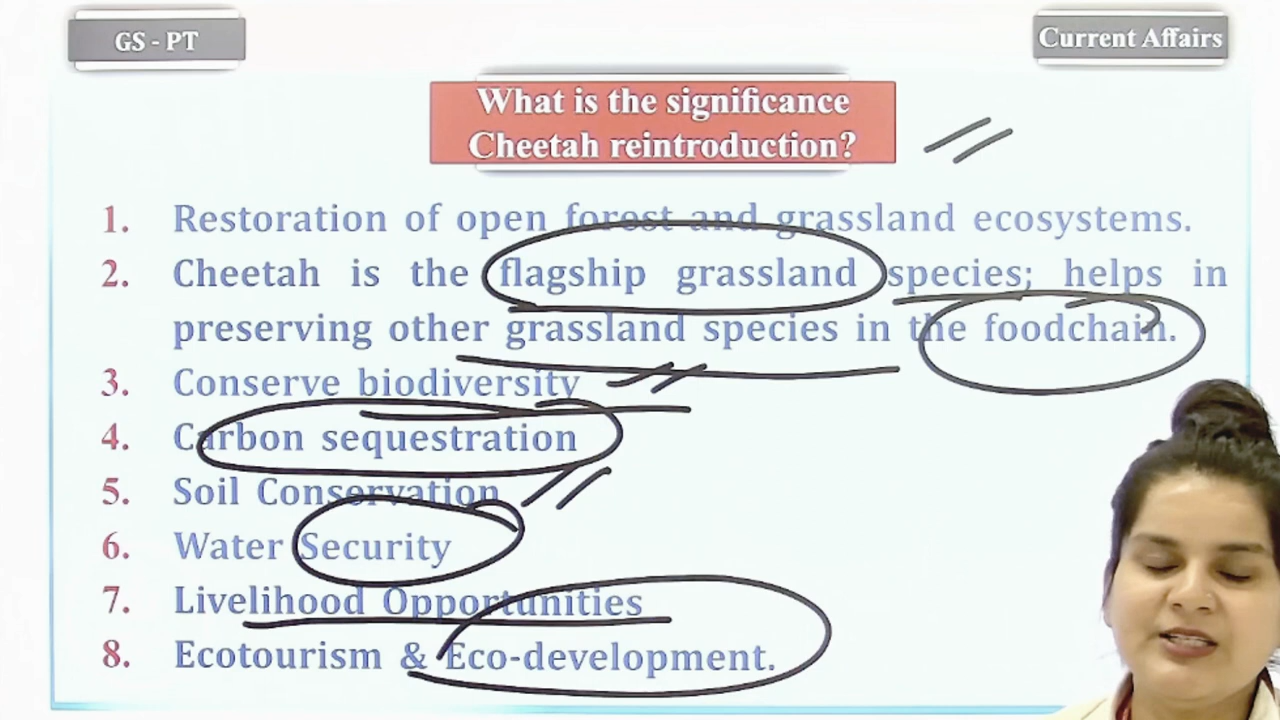 GS - PT
Current Affairs
What is the significance
Cheetah reintroduction?
1. Restoration of open forest and grassland ecosystems.
2. Cheetah is the flagship grassland species; helps in
preserving other grassland species in the foodchain.
3. Conserve biodiversity
4. Carbon sequestration
5. Soil Conservation
6. Water Security
7. Livelihood Opportunities
8. Ecotourism & Eco-development.